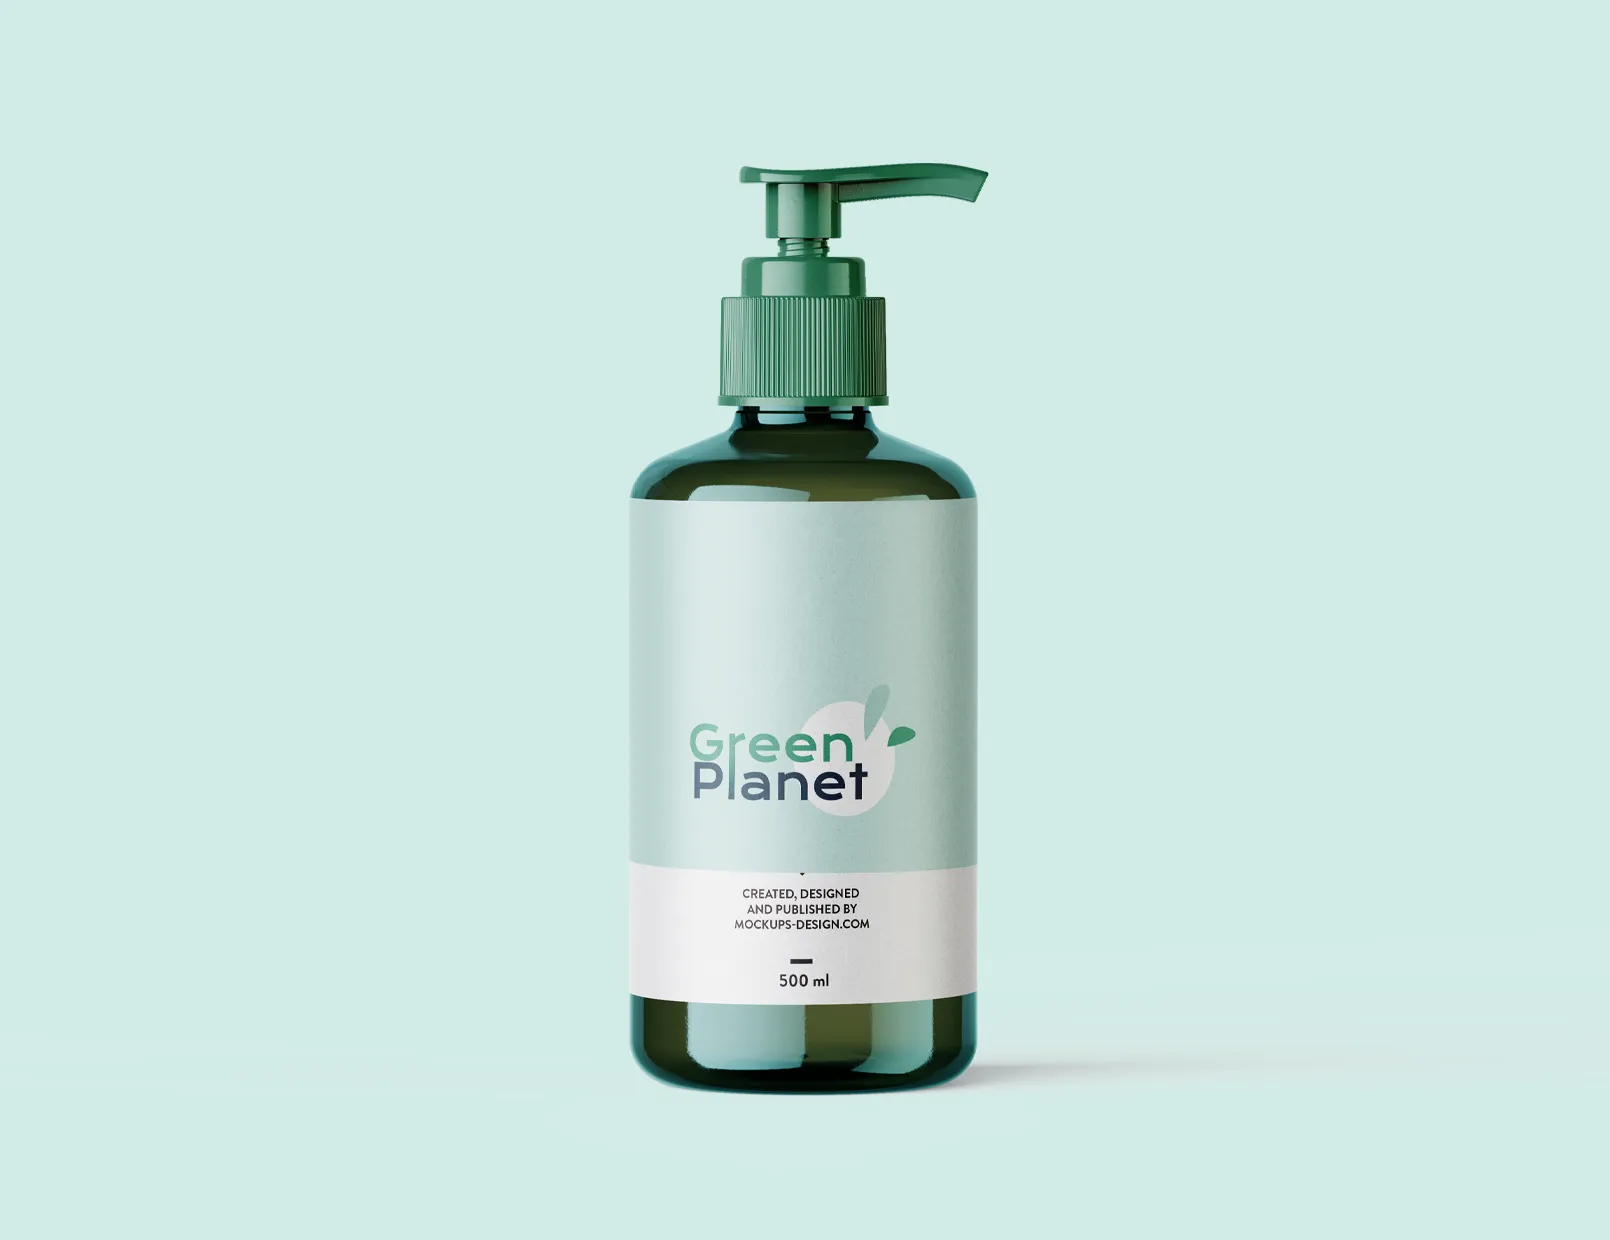 Green
Planet
CREATED, DESIGNED
AND PUBLISHED BY
MOCKUPS-DESIGN.COM
500 ml